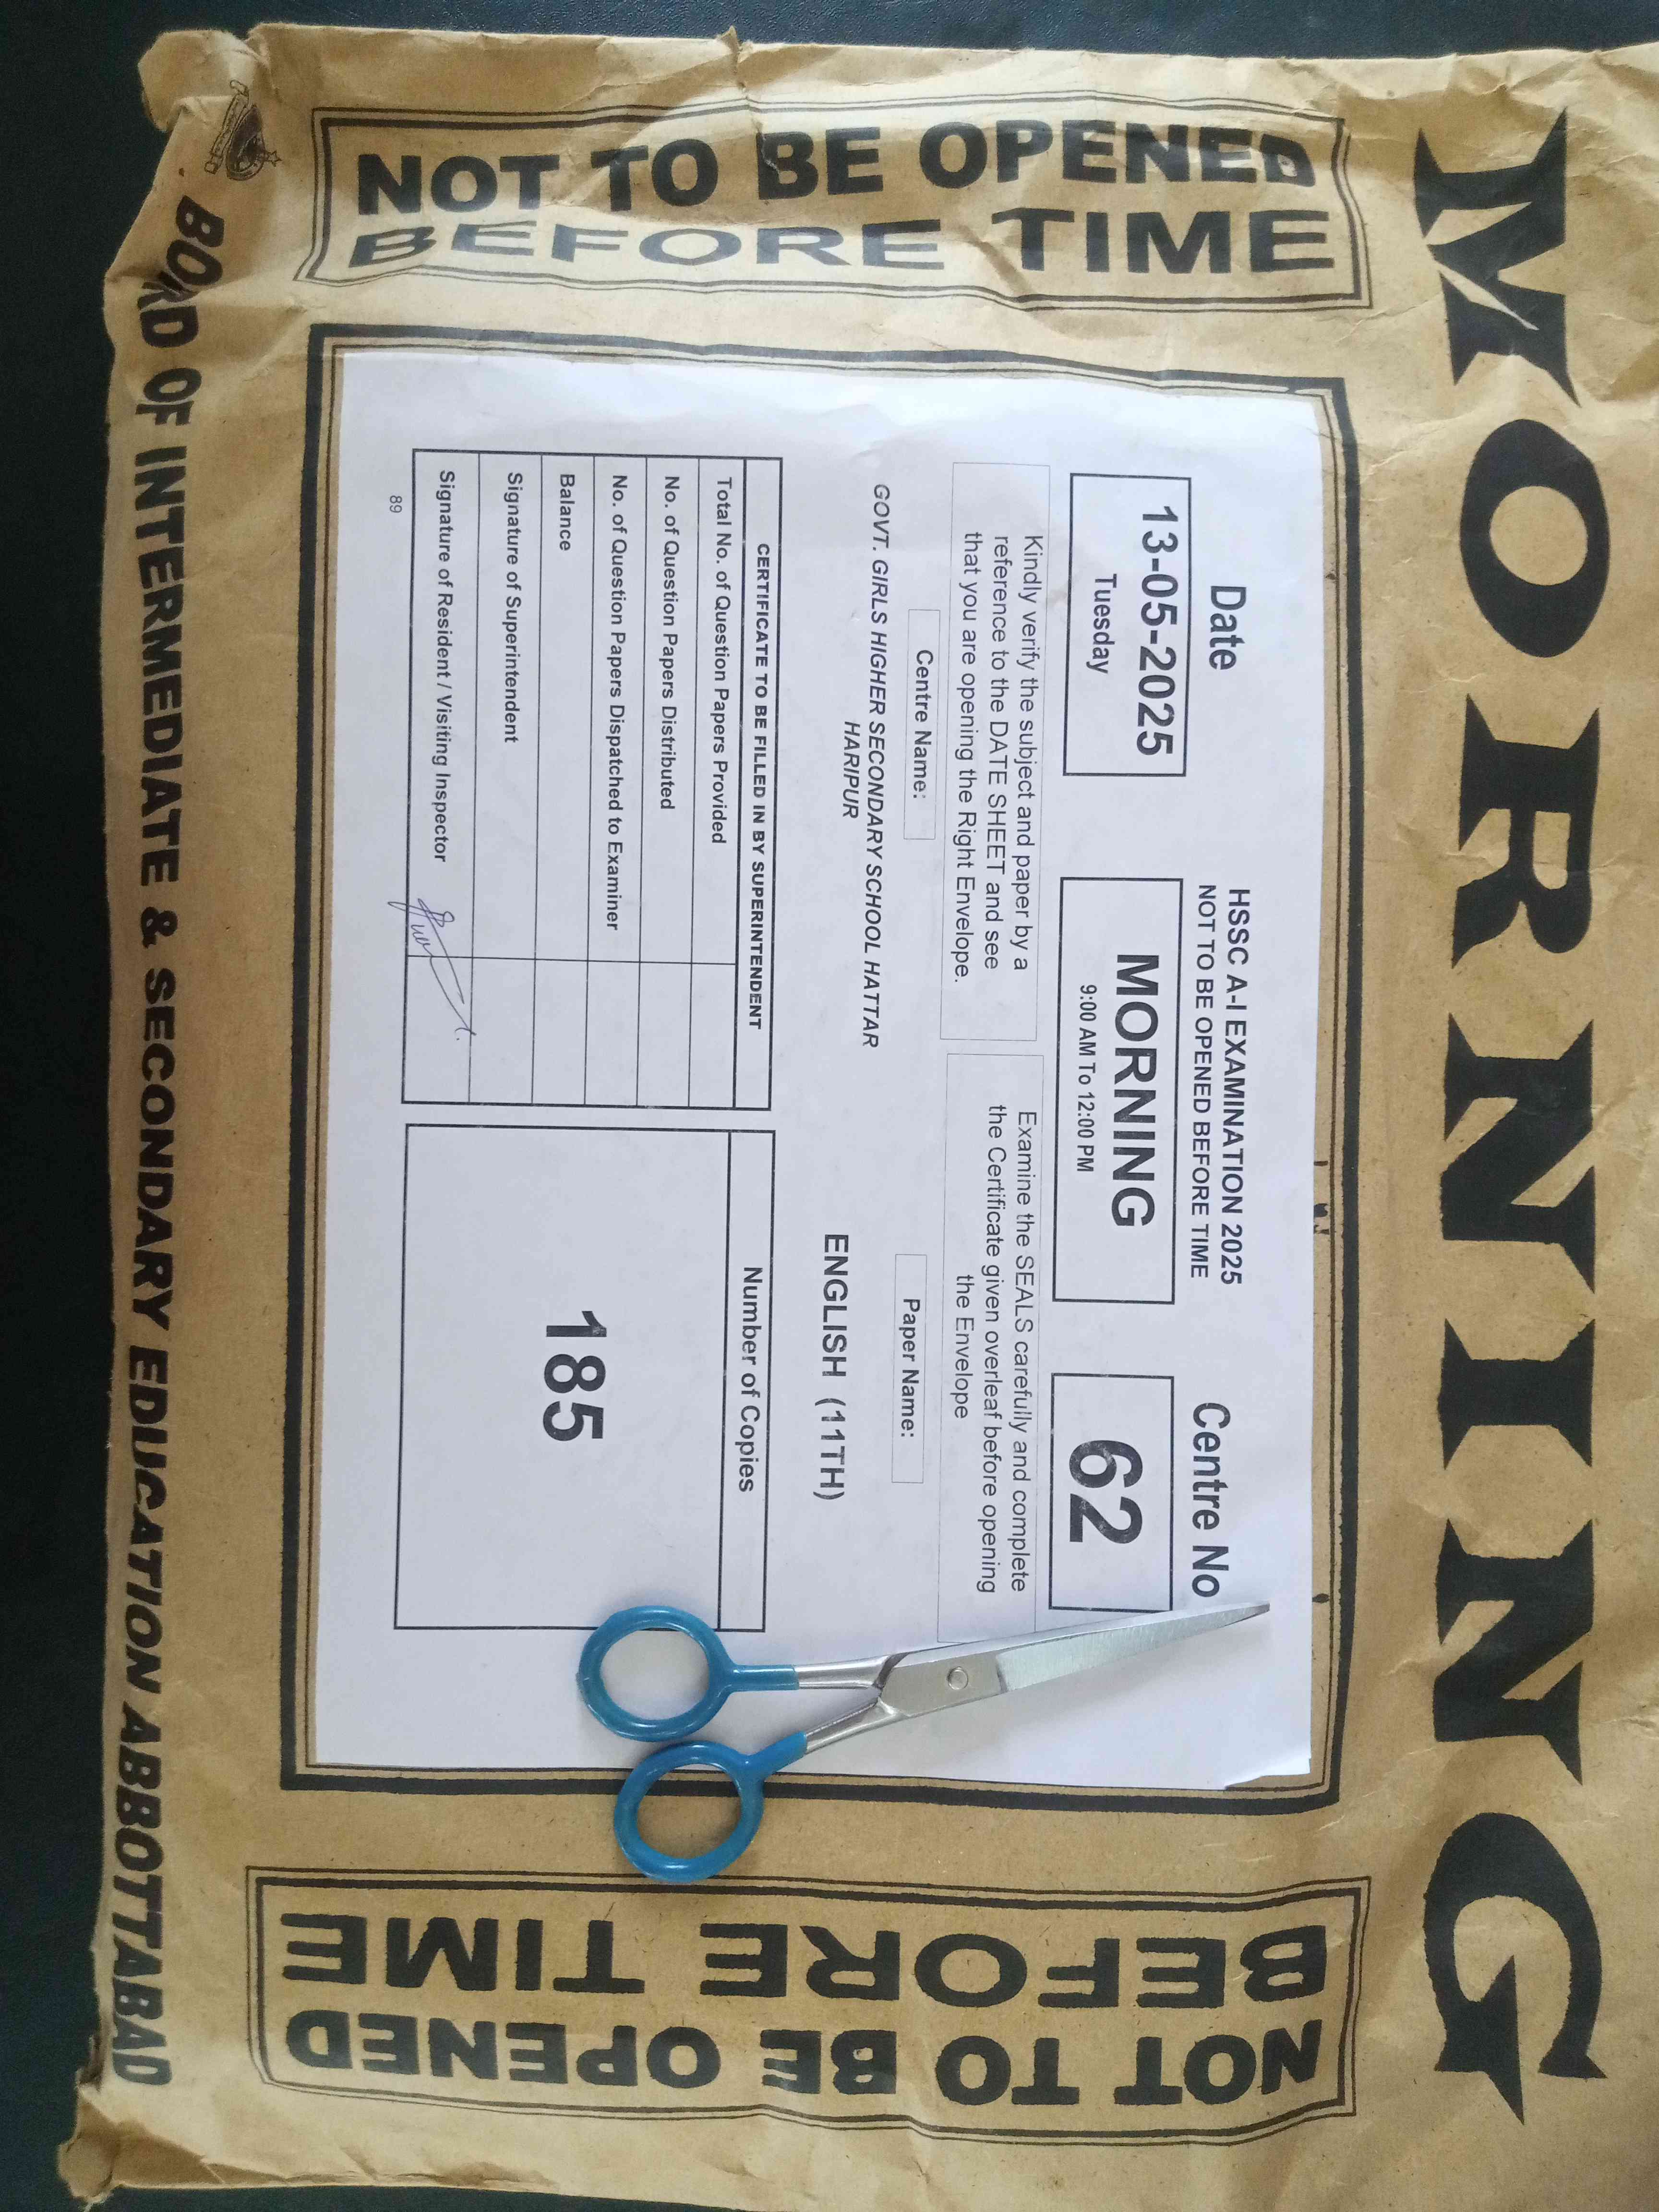 MORNING
NOT TO BE OPENED
BEFORE TIME
Date
HSSC A-I EXAMINATION 2025
NOT TO BE OPENED BEFORE TIME
Centre No
13-05-2025
Tuesday
MORNING
9:00 AM To 12:00 PM
62
Kindly verify the subject and paper by a
reference to the DATE SHEET and see
that you are opening the Right Envelope.
Examine the SEALS carefully and complete
the Certificate given overleaf before opening
the Envelope
Centre Name:
GOVT. GIRLS HIGHER SECONDARY SCHOOL HATTAR
HARIPUR
Paper Name:
ENGLISH (11TH)
CERTIFICATE TO BE FILLED IN BY SUPERINTENDENT
Total No. of Question Papers Provided
No. of Question Papers Distributed
No. of Question Papers Dispatched to Examiner
Balance
Signature of Superintendent
Signature of Resident / Visiting Inspector
89
Number of Copies
185
NOT TO BE OPENED
BEFORE TIME
BOARD OF INTERMEDIATE & SECONDARY EDUCATION ABBOTTABAD